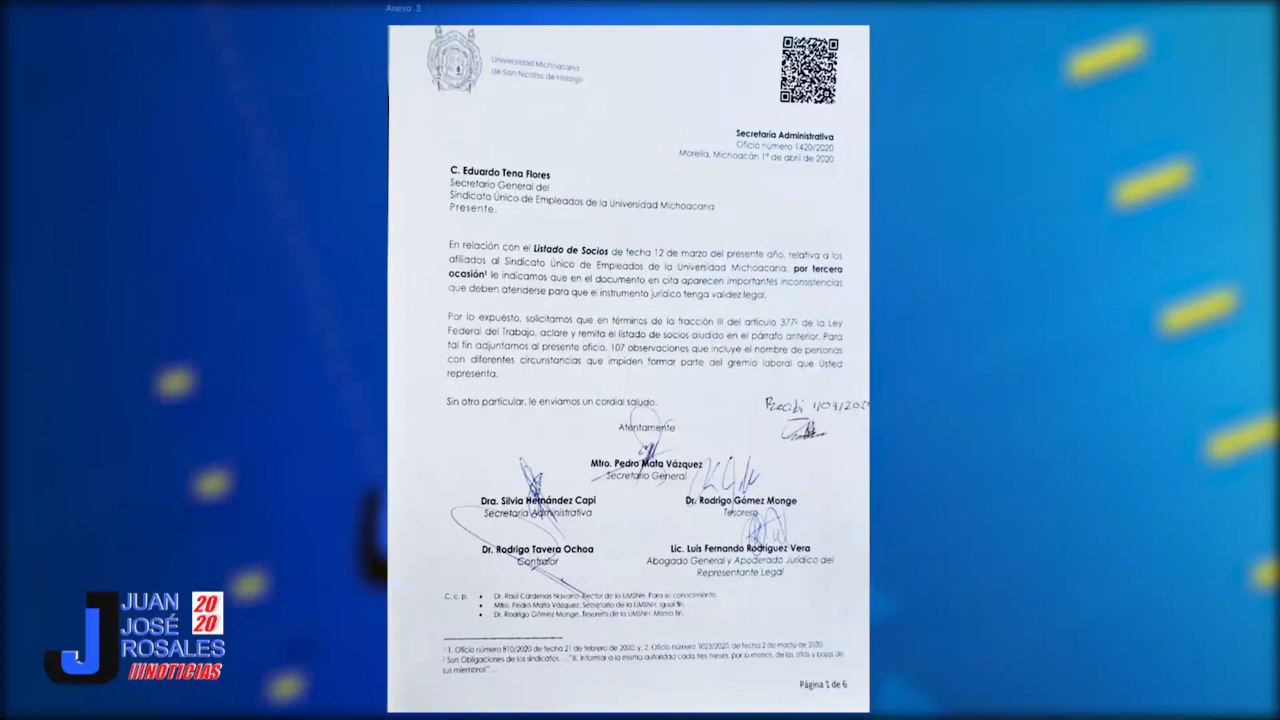 Anexo 3
Universidad Michoacana
de San Nicolás de Hidalgo
Secretaría Administrativa
Oficio número 1420/2020
Morelia, Michoacán 1º de abril de 2020
C. Eduardo Tena Flores
Secretario General del
Sindicato Único de Empleados de la Universidad Michoacana
Presente.
En relación con el Listado de Socios de fecha 12 de marzo del presente año, relativa a los
afiliados al Sindicato Único de Empleados de la Universidad Michoacana, por tercera
ocasión¹ le indicamos que en el documento en cita aparecen importantes inconsistencias
que deben atenderse para que el instrumento jurídico tenga validez legal.
Por lo expuesto, solicitamos que en términos de la fracción III del artículo 377² de la Ley
Federal del Trabajo, aclare y remita el listado de socios aludido en el párrafo anterior. Para
tal fin adjuntamos al presente oficio, 107 observaciones que incluye el nombre de personas
con diferentes circunstancias que impiden formar parte del gremio laboral que Usted
representa.
Sin otro particular, le enviamos un cordial saludo.
Recibi 1/04/2020
Atentamente
Mtro. Pedro Mata Vázquez
Secretario General
Dra. Silvia Hernández Capi
Secretaria Administrativa
Dr. Rodrigo Gómez Monge
Tesorero
Dr. Rodrigo Tavera Ochoa
Contralor
Lic. Luis Fernando Rodríguez Vera
Abogado General y Apoderado Jurídico del
Representante Legal
C. c. p. • Dr. Raúl Cárdenas Navarro. Rector de la UMSNH. Para su conocimiento.
• Mtro. Pedro Mata Vázquez. Secretario de la UMSNH. Igual fin.
• Dr. Rodrigo Gómez Monge. Tesorero de la UMSNH. Mismo fin.
¹ 1. Oficio número 810/2020 de fecha 21 de febrero de 2020; y, 2. Oficio número 1023/2020, de fecha 2 de marzo de 2020.
² Son Obligaciones de los sindicatos. ..."III. Informar a la misma autoridad cada tres meses, por lo menos, de las altas y bajas de
sus miembros" ...
Página 1 de 6
JUAN
JOSÉ
ROSALES
20
20
NOTICIAS